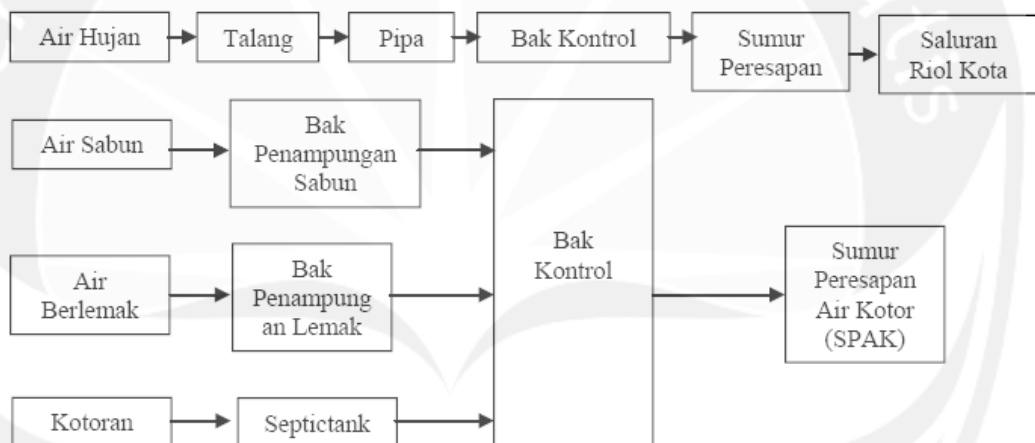 Air Hujan
Talang
Pipa
Bak Kontrol
Sumur
Peresapan
Saluran
Riol Kota
Air Sabun
Bak
Penampungan
Sabun
Air
Berlemak
Bak
Penampung
an Lemak
Kotoran
Septictank
Bak
Kontrol
Sumur
Peresapan
Air Kotor
(SPAK)